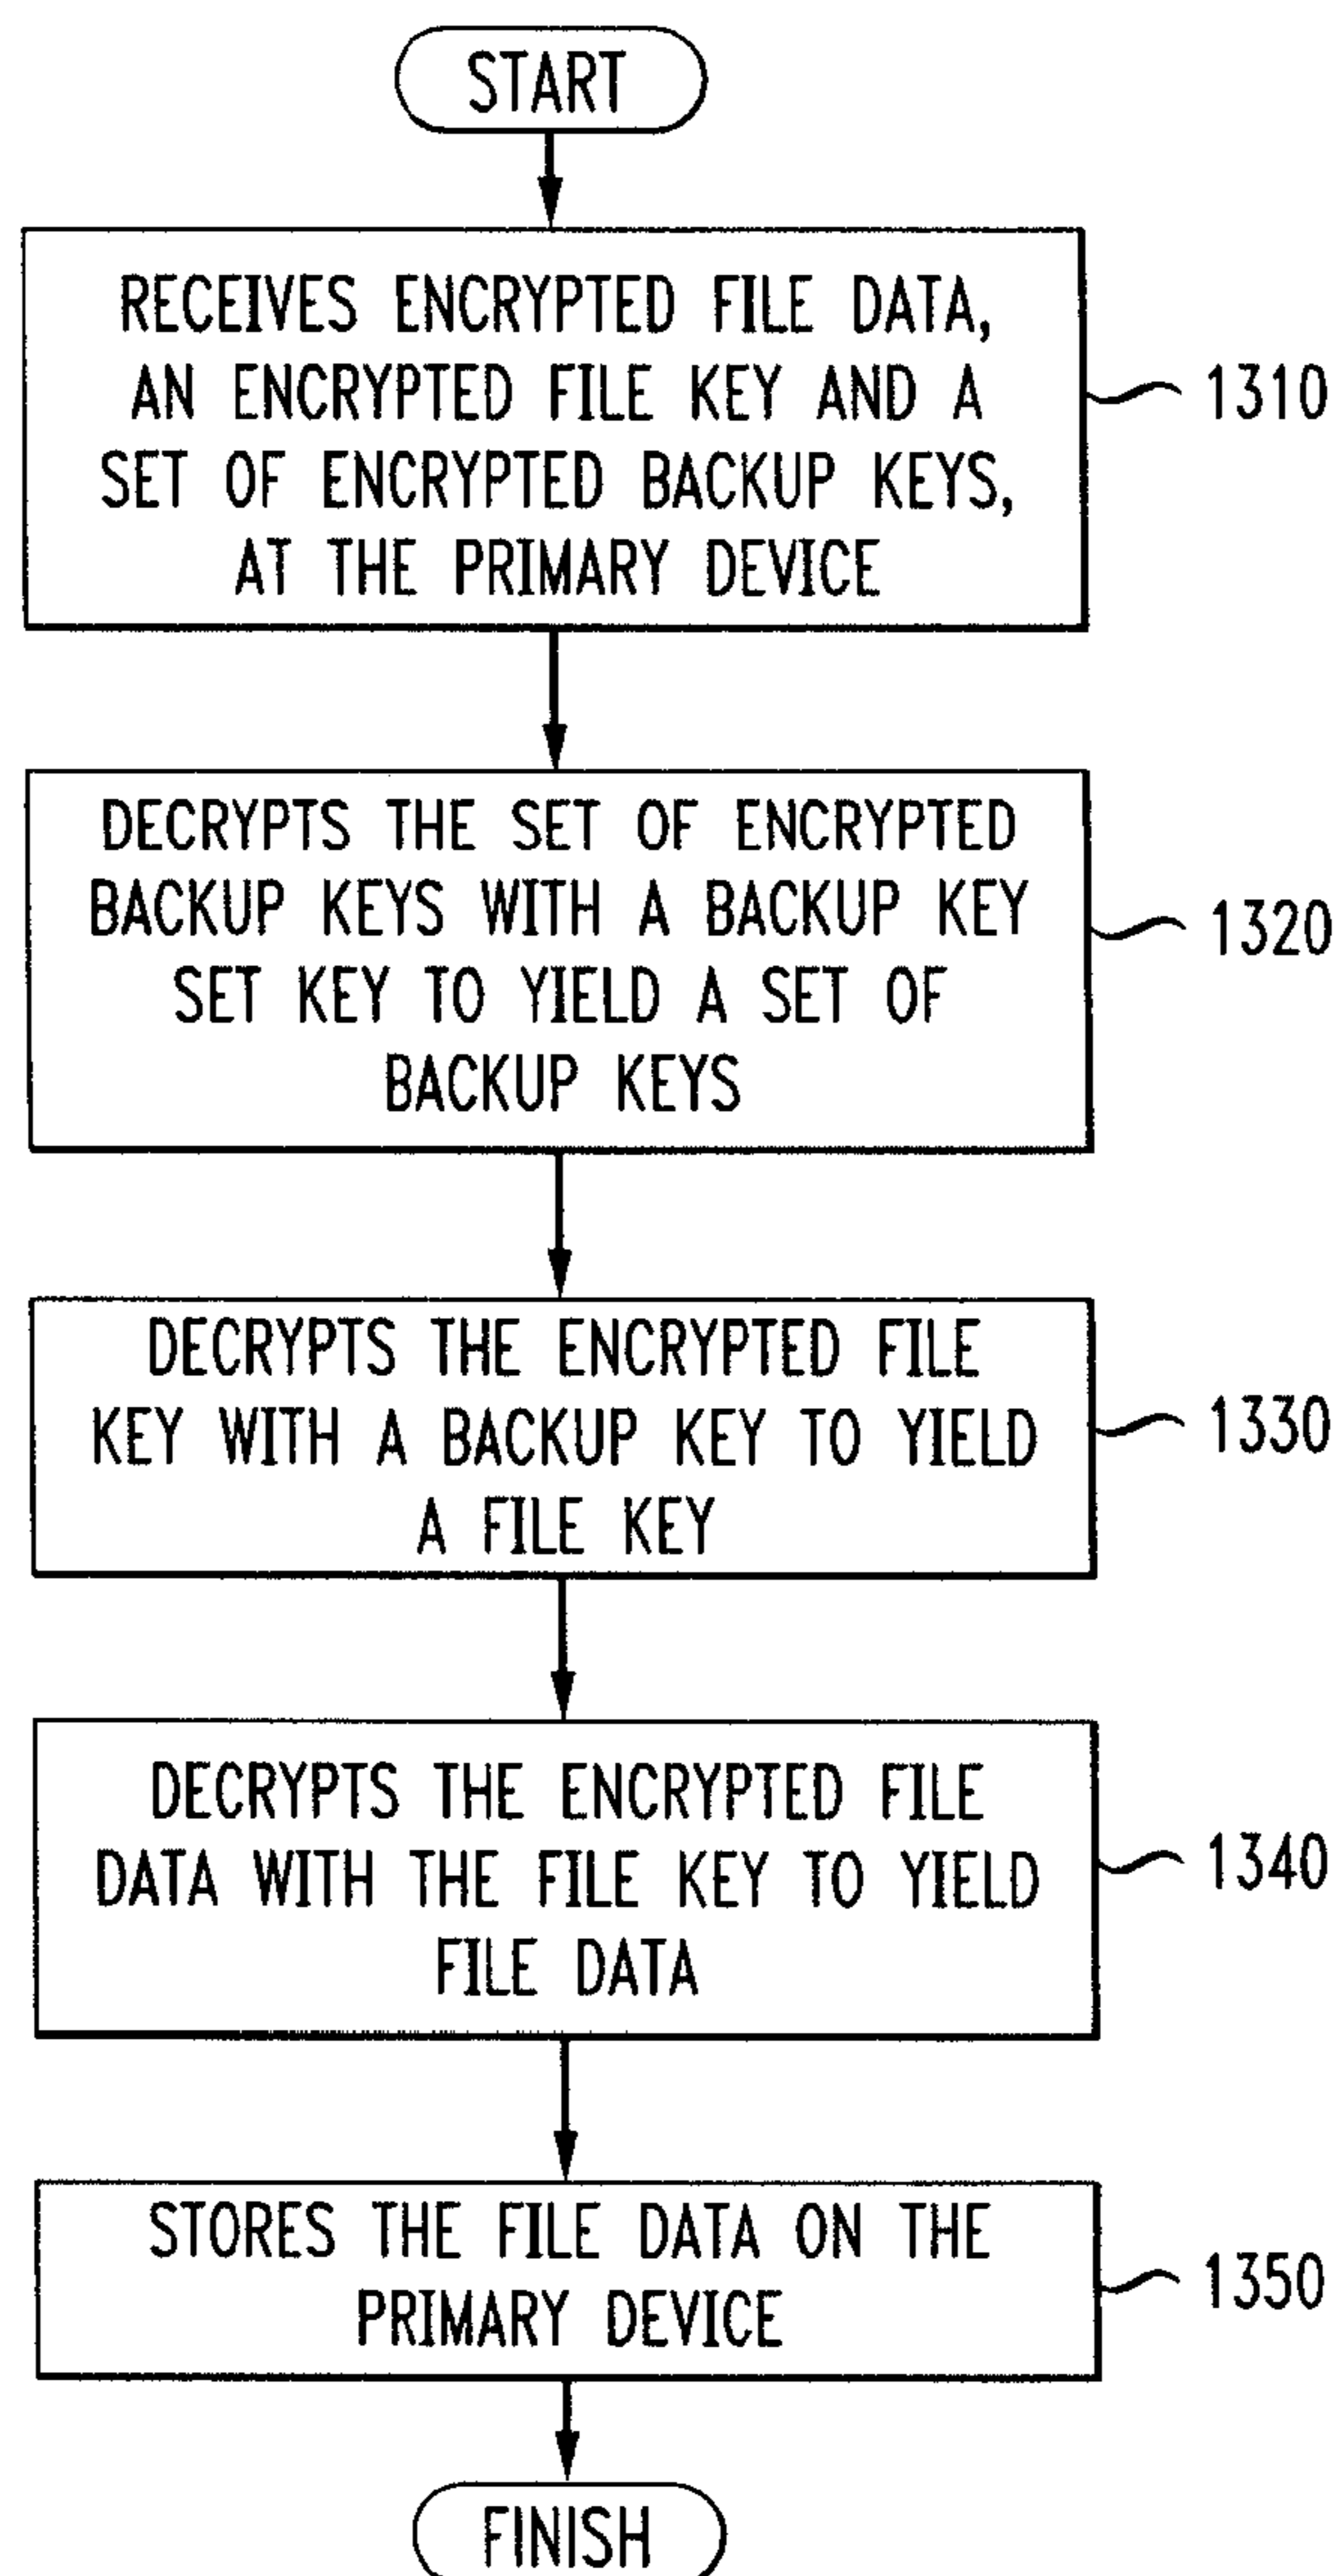 START
RECEIVES ENCRYPTED FILE DATA,
AN ENCRYPTED FILE KEY AND A
SET OF ENCRYPTED BACKUP KEYS,
AT THE PRIMARY DEVICE
1310
DECRYPTS THE SET OF ENCRYPTED
BACKUP KEYS WITH A BACKUP KEY
SET KEY TO YIELD A SET OF
BACKUP KEYS
1320
DECRYPTS THE ENCRYPTED FILE
KEY WITH A BACKUP KEY TO YIELD
A FILE KEY
1330
DECRYPTS THE ENCRYPTED FILE
DATA WITH THE FILE KEY TO YIELD
FILE DATA
1340
STORES THE FILE DATA ON THE
PRIMARY DEVICE
1350
FINISH